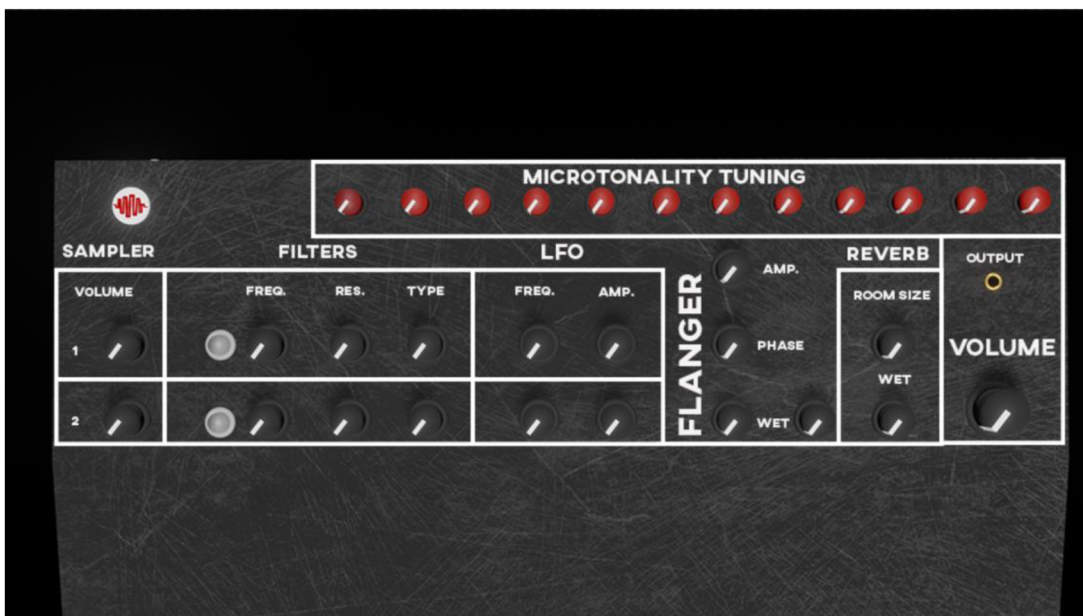 MICROTONALITY TUNING
SAMPLER FILTERS LFO REVERB OUTPUT
VOLUME FREQ. RES. TYPE FREQ. AMP. FLANGER AMP. ROOM SIZE
1 PHASE VOLUME
WET
2 WET